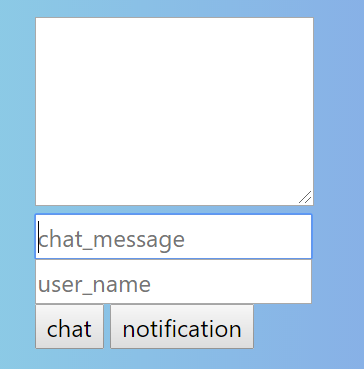 chat_message
user_name
chat notification